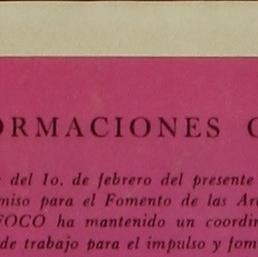 ORMACIONES
del 1o. de febrero del presente
miso para el Fomento de las Ar
FOCO ha mantenido un coordin
de trabajo para el impulso y fom